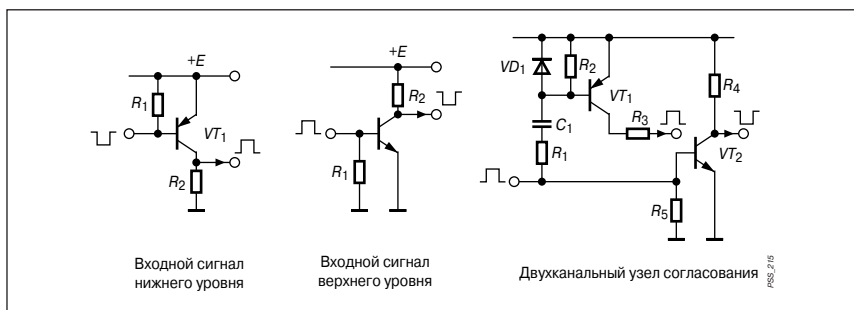 +E
R1
VT1
R2
Входной сигнал
нижнего уровня
+E
R2
R1
Входной сигнал
верхнего уровня
VD1
R2
VT1
R4
C1
R3
R1
VT2
R5
Двухканальный узел согласования
PSS_215